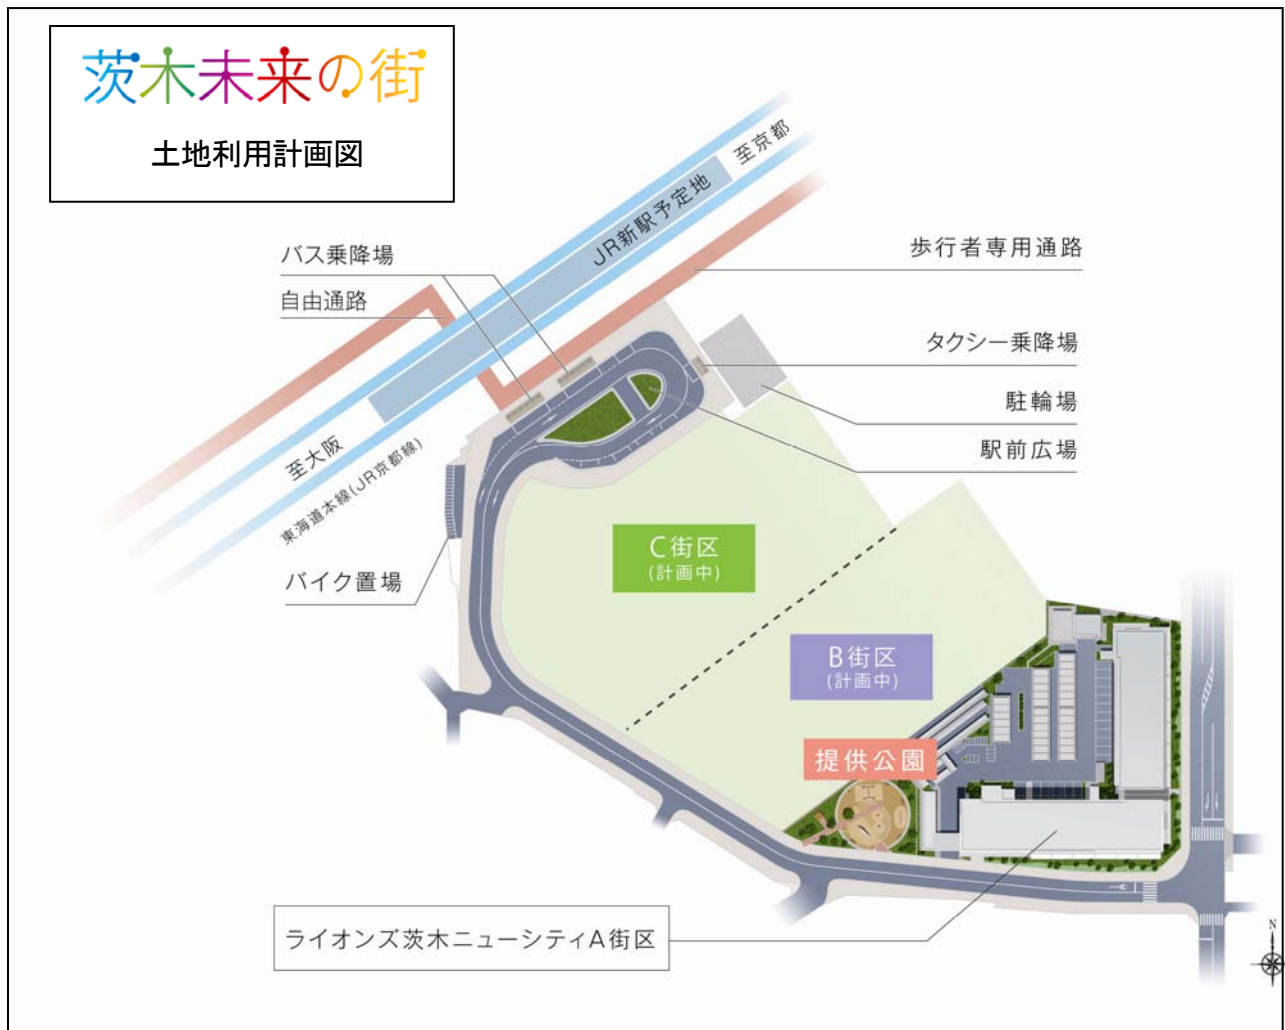 茨木未来の街
土地利用計画図
至京都
JR新駅予定地
バス乗降場
自由通路
歩行者専用通路
タクシー乗降場
駐輪場
駅前広場
至大阪
東海道本線(JR京都線)
バイク置場
C街区
(計画中)
B街区
(計画中)
提供公園
ライオンズ茨木ニューシティA街区
N